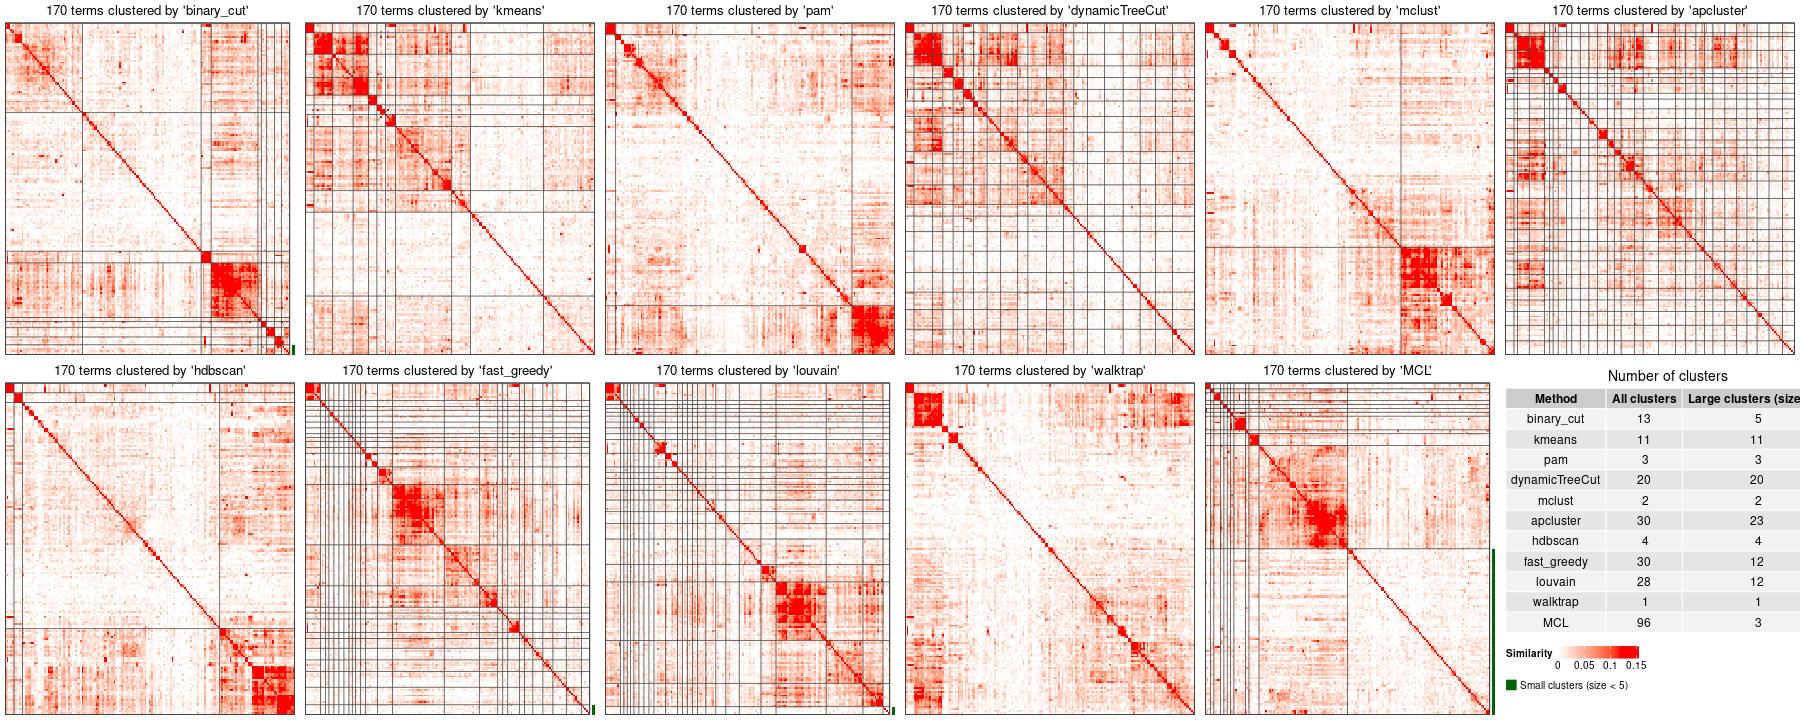 170 terms clustered by 'binary_cut'
170 terms clustered by 'kmeans'
170 terms clustered by 'pam'
170 terms clustered by 'dynamicTreeCut'
170 terms clustered by 'mclust'
170 terms clustered by 'apcluster'
170 terms clustered by 'hdbscan'
170 terms clustered by 'fast_greedy'
170 terms clustered by 'louvain'
170 terms clustered by 'walktrap'
170 terms clustered by 'MCL'
Number of clusters
Method All clusters Large clusters (size
binary_cut 13 5
kmeans 11 11
pam 3 3
dynamicTreeCut 20 20
mclust 2 2
apcluster 30 23
hdbscan 4 4
fast_greedy 30 12
louvain 28 12
walktrap 1 1
MCL 96 3
Similarity
0 0.05 0.1 0.15
Small clusters (size < 5)